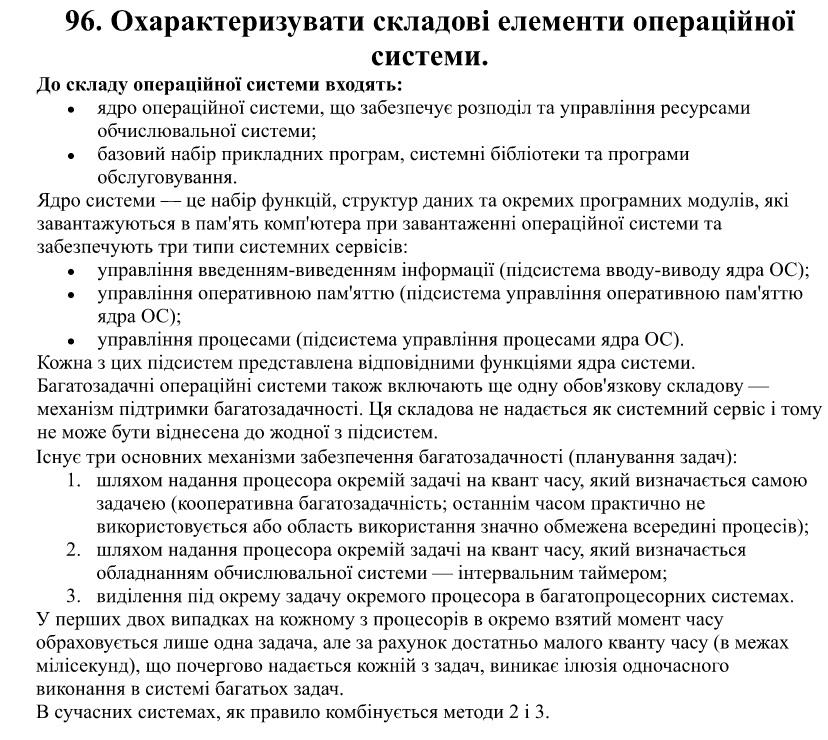 96. Охарактеризувати складові елементи операційної
системи.
До складу операційної системи входять:
• ядро операційної системи, що забезпечує розподіл та управління ресурсами
обчислювальної системи;
• базовий набір прикладних програм, системні бібліотеки та програми
обслуговування.
Ядро системи — це набір функцій, структур даних та окремих програмних модулів, які
завантажуються в пам'ять комп'ютера при завантаженні операційної системи та
забезпечують три типи системних сервісів:
• управління введенням-виведенням інформації (підсистема вводу-виводу ядра ОС);
• управління оперативною пам'яттю (підсистема управління оперативною пам'яттю
ядра ОС);
• управління процесами (підсистема управління процесами ядра ОС).
Кожна з цих підсистем представлена відповідними функціями ядра системи.
Багатозадачні операційні системи також включають ще одну обов'язкову складову —
механізм підтримки багатозадачності. Ця складова не надається як системний сервіс і тому
не може бути віднесена до жодної з підсистем.
Існує три основних механізми забезпечення багатозадачності (планування задач):
1. шляхом надання процесора окремій задачі на квант часу, який визначається самою
задачею (кооперативна багатозадачність; останнім часом практично не
використовується або область використання значно обмежена всередині процесів);
2. шляхом надання процесора окремій задачі на квант часу, який визначається
обладнанням обчислювальної системи — інтервальним таймером;
3. виділення під окрему задачу окремого процесора в багатопроцесорних системах.
У перших двох випадках на кожному з процесорів в окремо взятий момент часу
обраховується лише одна задача, але за рахунок достатньо малого кванту часу (в межах
мілісекунд), що почергово надається кожній з задач, виникає ілюзія одночасного
виконання в системі багатьох задач.
В сучасних системах, як правило комбінується методи 2 і 3.